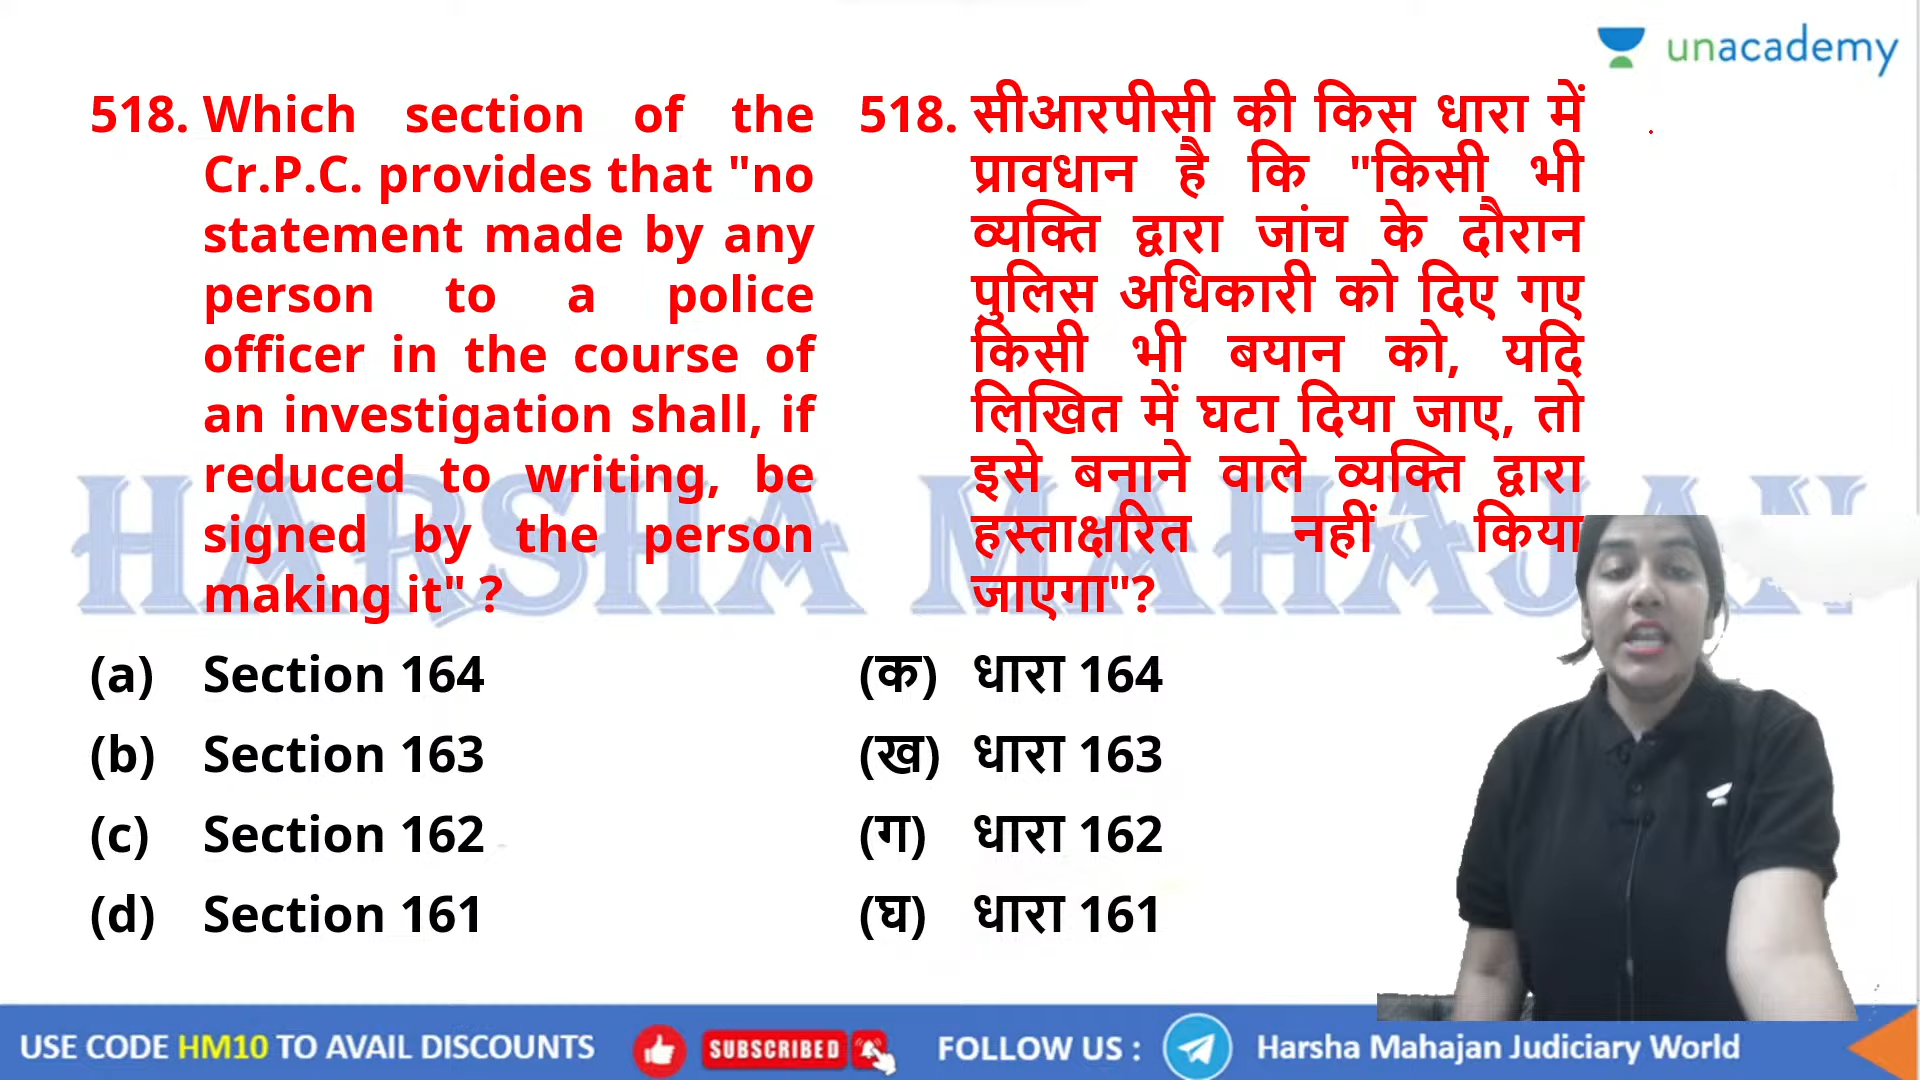 unacademy
518. Which section of the
Cr.P.C. provides that "no
statement made by any
person to a police
officer in the course of
an investigation shall, if
reduced to writing, be
signed by the person
making it" ?
(a) Section 164
(b) Section 163
(c) Section 162
(d) Section 161
518. सीआरपीसी की किस धारा में
प्रावधान है कि "किसी भी
व्यक्ति द्वारा जांच के दौरान
पुलिस अधिकारी को दिए गए
किसी भी बयान को, यदि
लिखित में घटा दिया जाए, तो
इसे बनाने वाले व्यक्ति द्वारा
हस्ताक्षरित नहीं किया
जाएगा"?
(क) धारा 164
(ख) धारा 163
(ग) धारा 162
(घ) धारा 161
HARSHA MAHAJAN
USE CODE HM10 TO AVAIL DISCOUNTS
SUBSCRIBED
FOLLOW US :
Harsha Mahajan Judiciary World